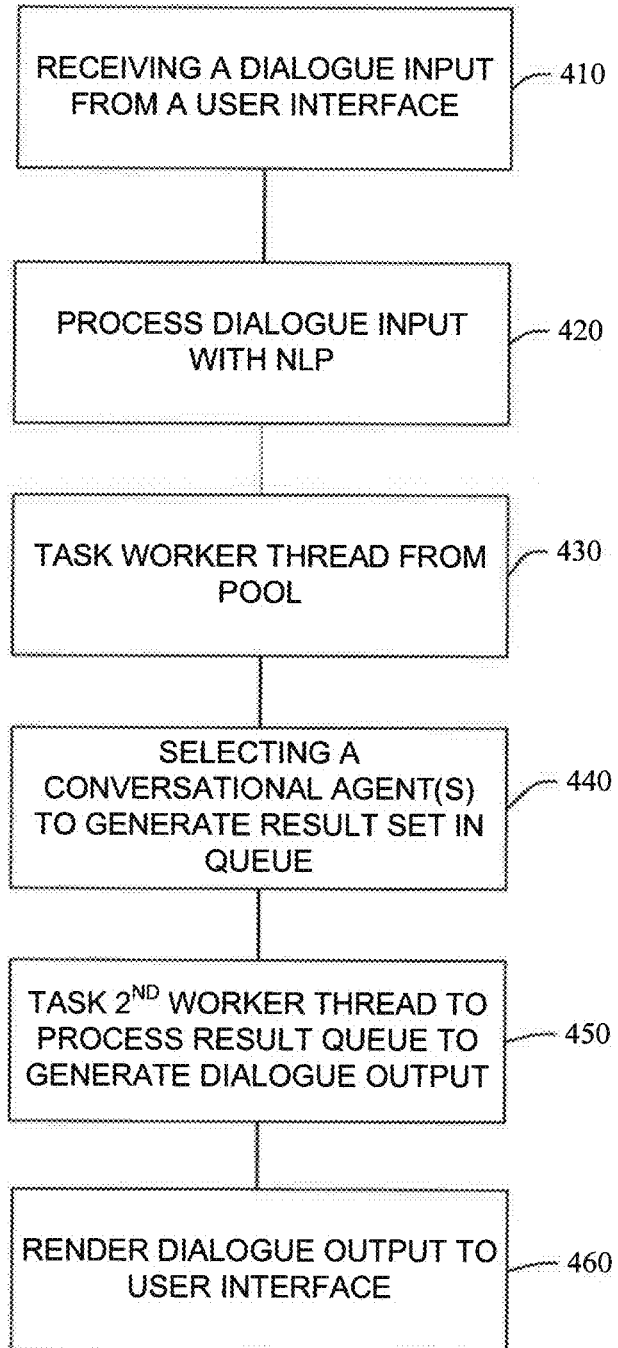 RECEIVING A DIALOGUE INPUT
FROM A USER INTERFACE
410
PROCESS DIALOGUE INPUT
WITH NLP
420
TASK WORKER THREAD FROM
POOL
430
SELECTING A
CONVERSATIONAL AGENT(S)
TO GENERATE RESULT SET IN
QUEUE
440
TASK 2ND WORKER THREAD TO
PROCESS RESULT QUEUE TO
GENERATE DIALOGUE OUTPUT
450
RENDER DIALOGUE OUTPUT TO
USER INTERFACE
460